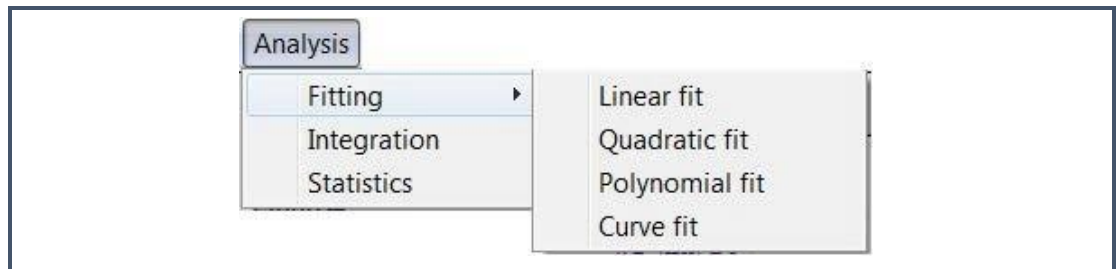 Analysis
Fitting
Integration
Statistics
Linear fit
Quadratic fit
Polynomial fit
Curve fit